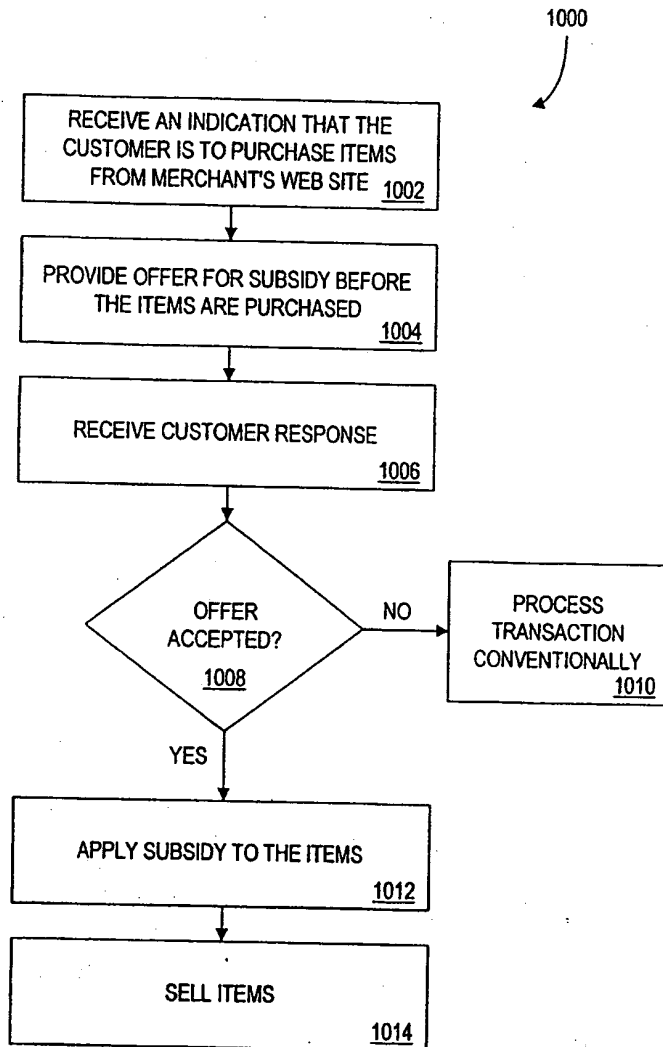 1000
RECEIVE AN INDICATION THAT THE
CUSTOMER IS TO PURCHASE ITEMS
FROM MERCHANT'S WEB SITE
1002
PROVIDE OFFER FOR SUBSIDY BEFORE
THE ITEMS ARE PURCHASED
1004
RECEIVE CUSTOMER RESPONSE
1006
OFFER
ACCEPTED?
1008
NO
PROCESS
TRANSACTION
CONVENTIONALLY
1010
YES
APPLY SUBSIDY TO THE ITEMS
1012
SELL ITEMS
1014